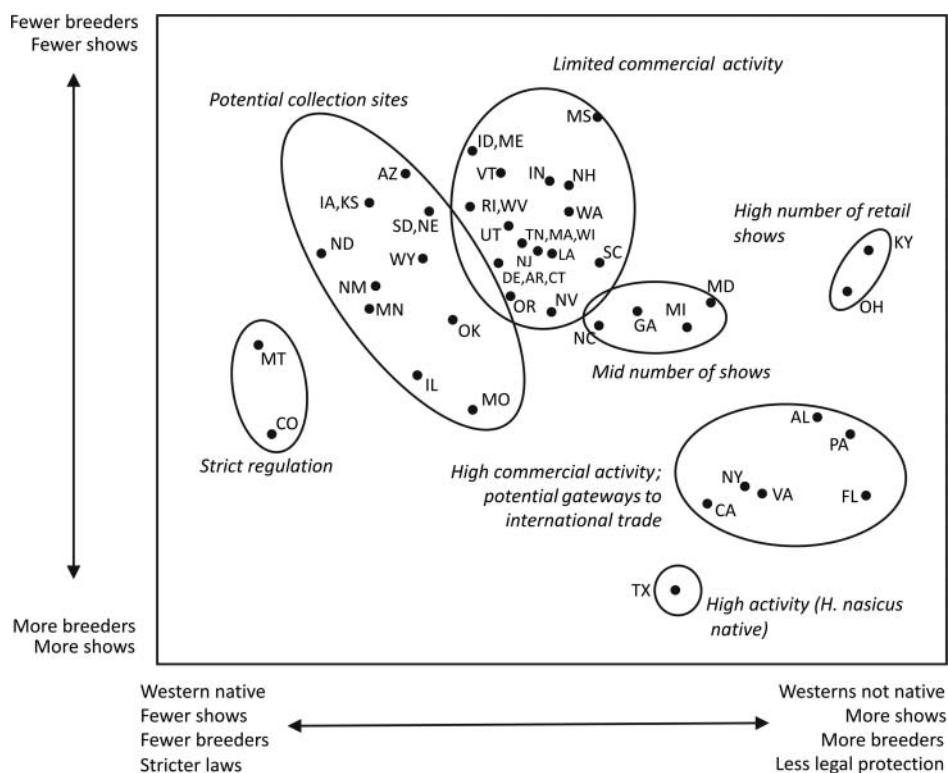 Fewer breeders
Fewer shows
Limited commercial activity
Potential collection sites
MS
ID,ME
AZ
VT
IN
NH
IA,KS
RI,WV
WA
SD,NE
High number of retail
shows
UT
TN,MA,WI
KY
ND
WY
NJ
LA
SC
DE,AR,CT
NM
OR
NV
MD
MN
OK
NC
GA
MI
OH
MT
Mid number of shows
IL
MO
CO
AL
PA
Strict regulation
High commercial activity;
potential gateways to
international trade
NY
VA
FL
CA
TX
High activity (H. nasicus
native)
More breeders
More shows
Western native
Fewer shows
Fewer breeders
Stricter laws
Westerns not native
More shows
More breeders
Less legal protection